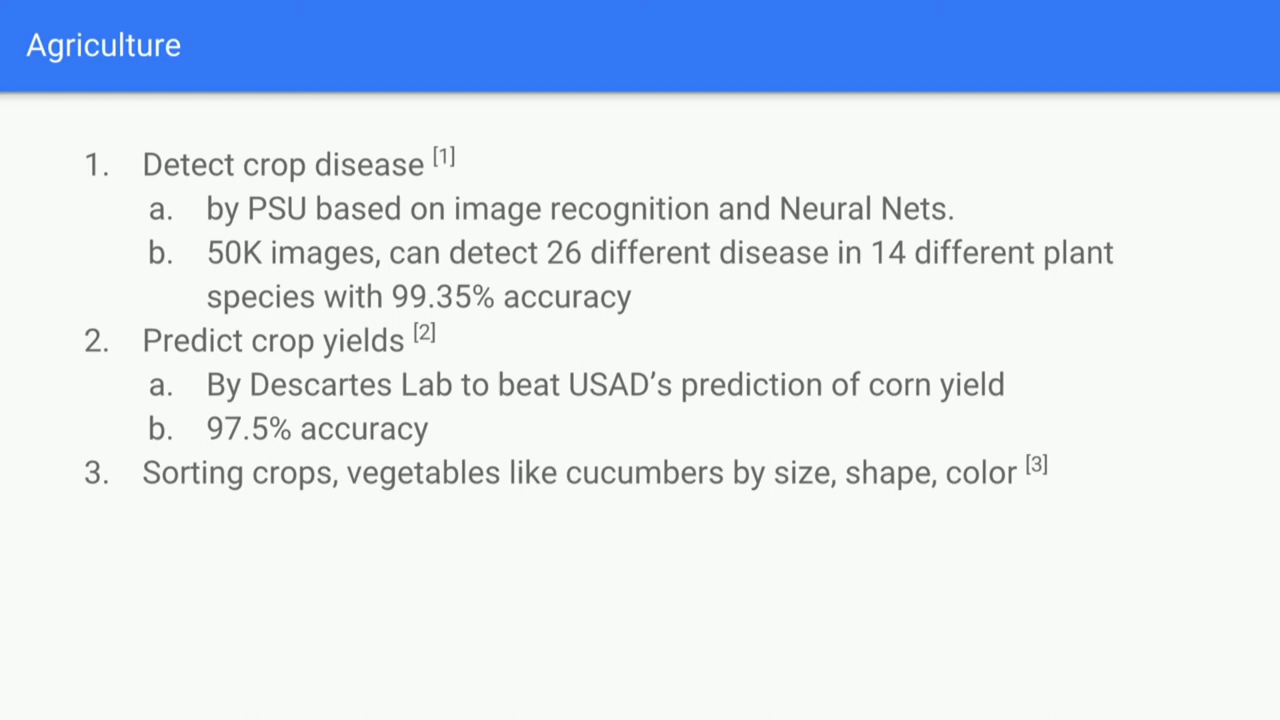 Agriculture
1. Detect crop disease [1]
a. by PSU based on image recognition and Neural Nets.
b. 50K images, can detect 26 different disease in 14 different plant
species with 99.35% accuracy
2. Predict crop yields [2]
a. By Descartes Lab to beat USAD’s prediction of corn yield
b. 97.5% accuracy
3. Sorting crops, vegetables like cucumbers by size, shape, color [3]